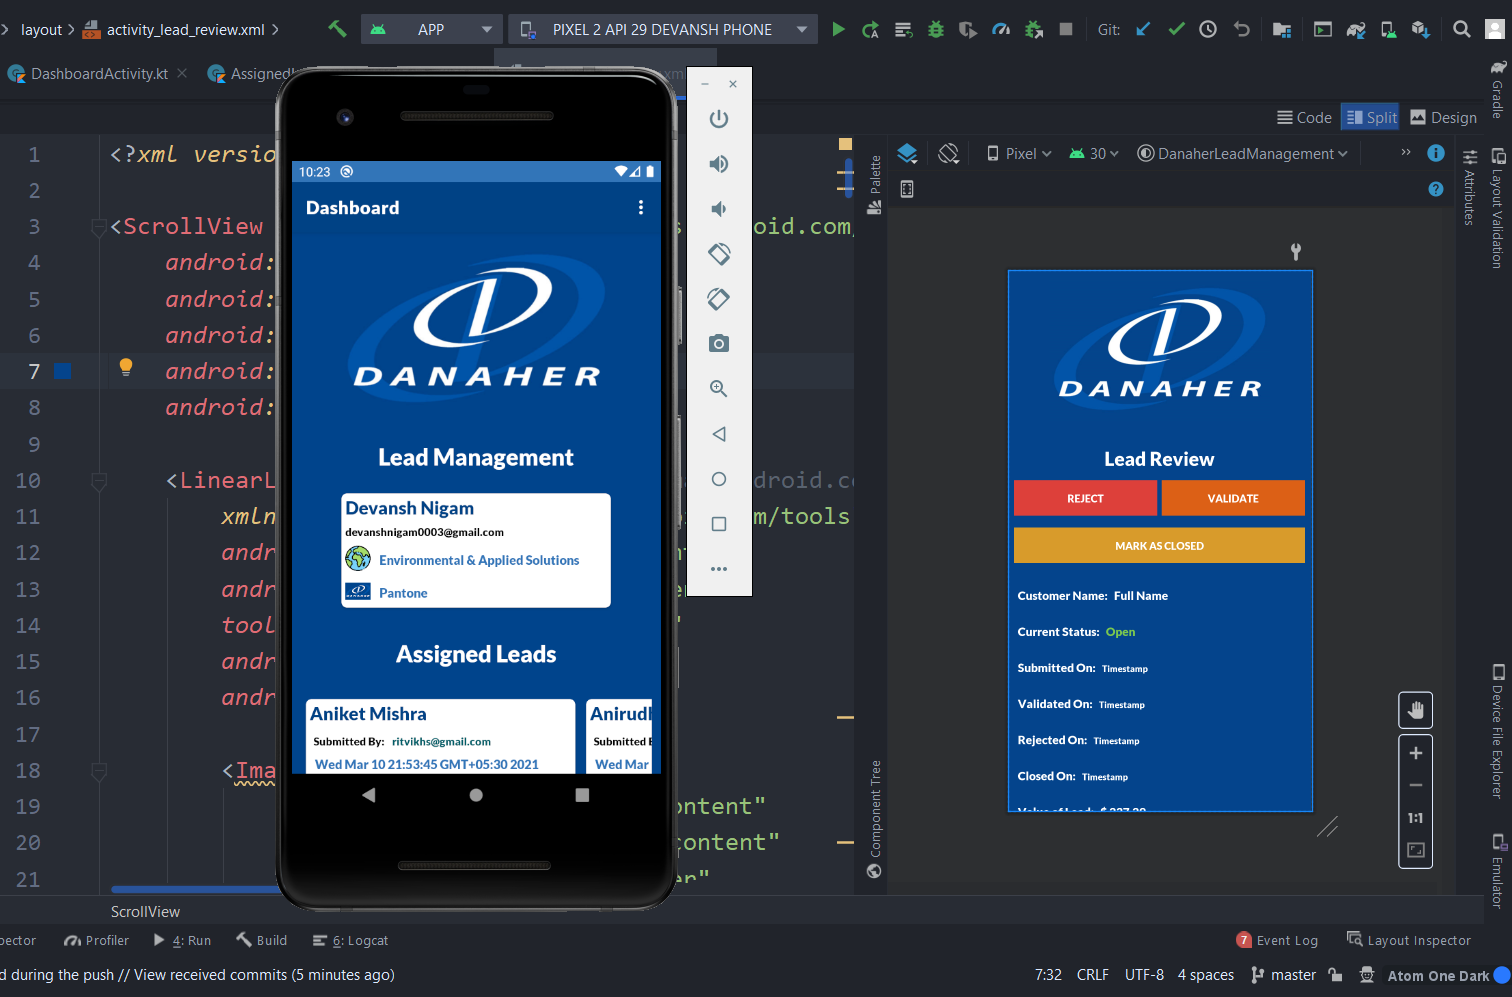 layout
activity_lead_review.xml
APP
PIXEL 2 API 29 DEVANSH PHONE
Git:
DashboardActivity.kt
Assigned
Code
Split
Design
Gradle
1 <?xml versio
2
3 <ScrollView
oid.com/
4 android:
5 android:
6 android:
7 android:
8 android:
9
10 <LinearL
droid.co
11 xmln
m/tools
12 andr
13 andr
14 tool
15 andr
16 andr
17
18 <Ima
19
ontent"
20
content"
21
er"
10:23
Dashboard
DANAHER
Lead Management
Devansh Nigam
devanshnigam0003@gmail.com
Environmental & Applied Solutions
DANAHER
Pantone
Assigned Leads
Aniket Mishra
Submitted By: ritvikhs@gmail.com
Wed Mar 10 21:53:45 GMT+05:30 2021
Anirudh
Submitted B
Wed Mar
Palette
Component Tree
Pixel
30
DanaherLeadManagement
Attributes
Layout Validation
DANAHER
Lead Review
REJECT
VALIDATE
MARK AS CLOSED
Customer Name: Full Name
Current Status: Open
Submitted On: Timestamp
Validated On: Timestamp
Rejected On: Timestamp
Closed On: Timestamp
Value of Lead: $
1:1
Device File Explorer
Emulator
ScrollView
pector
Profiler
4: Run
Build
6: Logcat
7 Event Log
Layout Inspector
d during the push // View received commits (5 minutes ago)
7:32
CRLF
UTF-8
4 spaces
master
Atom One Dark